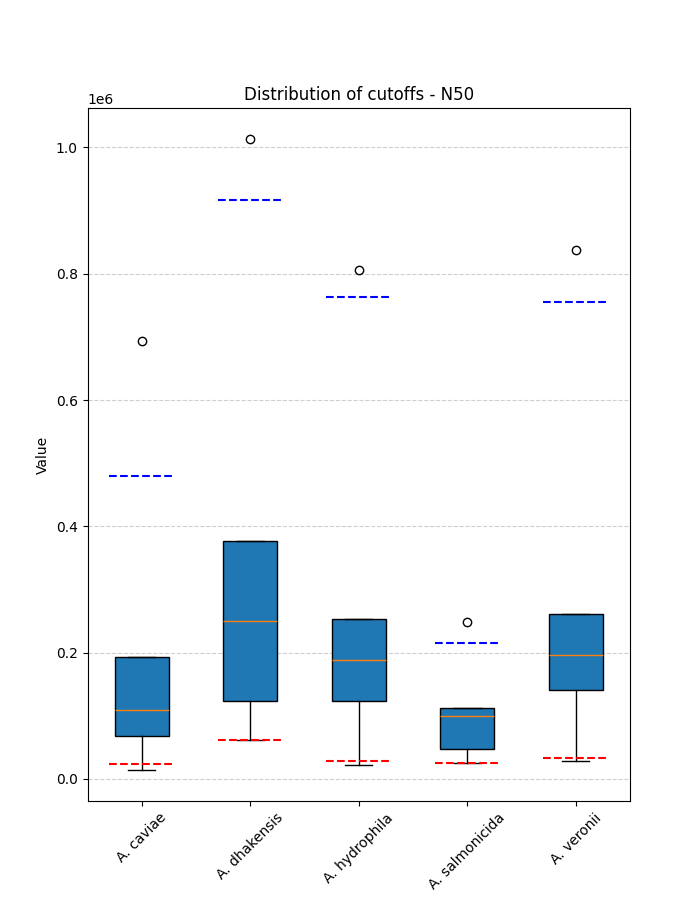 Distribution of cutoffs - N50
1e6
1.0
0.8
0.6
0.4
0.2
0.0
Value
A. caviae
A. dhakensis
A. hydrophila
A. salmonicida
A. veronii